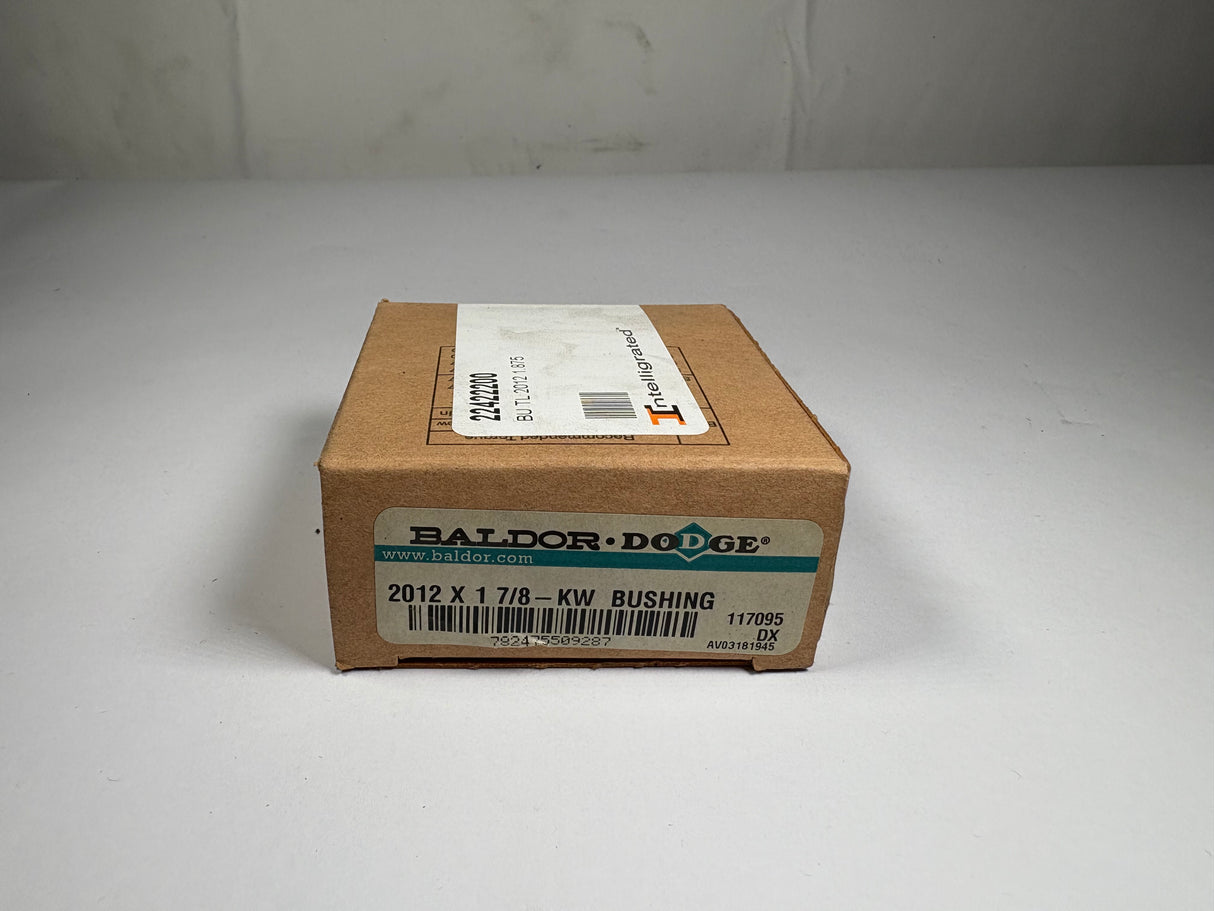 22422200
BU TL 2012 1.875
Intelligrated
Recommended Torque
BALDOR • DODGE®
www.baldor.com
2012 X 1 7/8 – KW BUSHING
782475509287
117095
DX
AV03181945